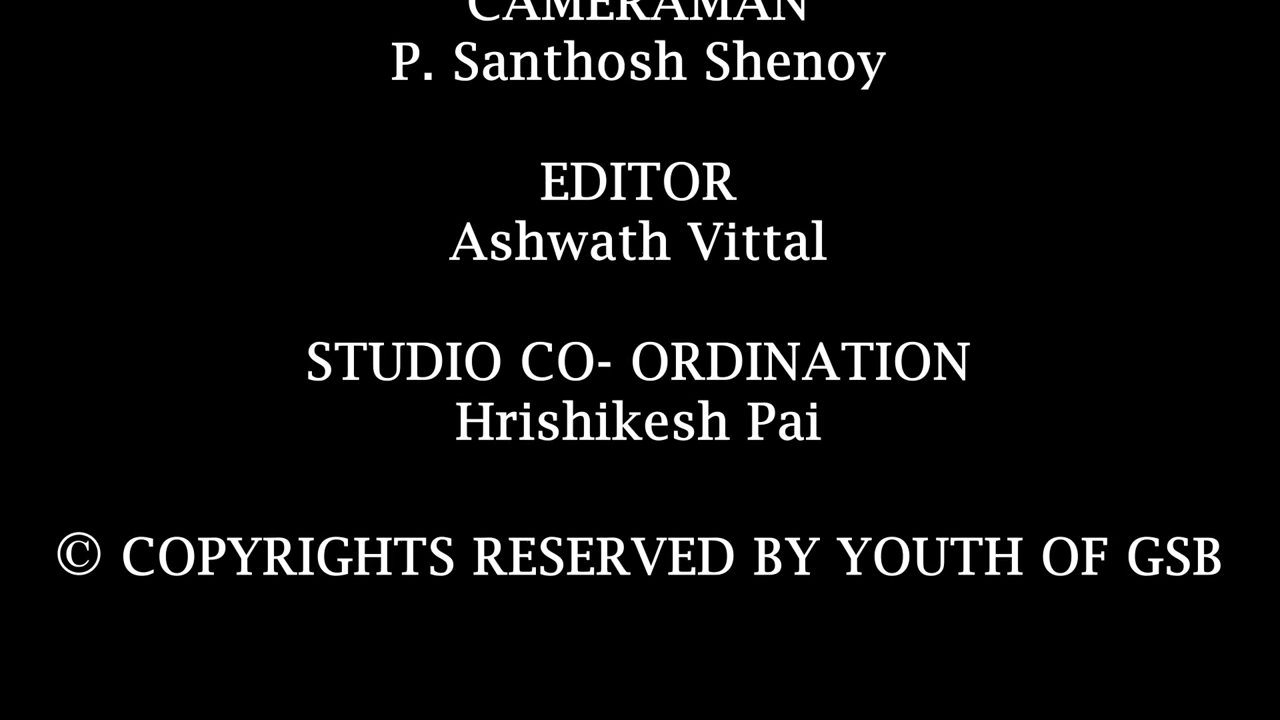 CAMERAMAN
P. Santhosh Shenoy
EDITOR
Ashwath Vittal
STUDIO CO- ORDINATION
Hrishikesh Pai
© COPYRIGHTS RESERVED BY YOUTH OF GSB